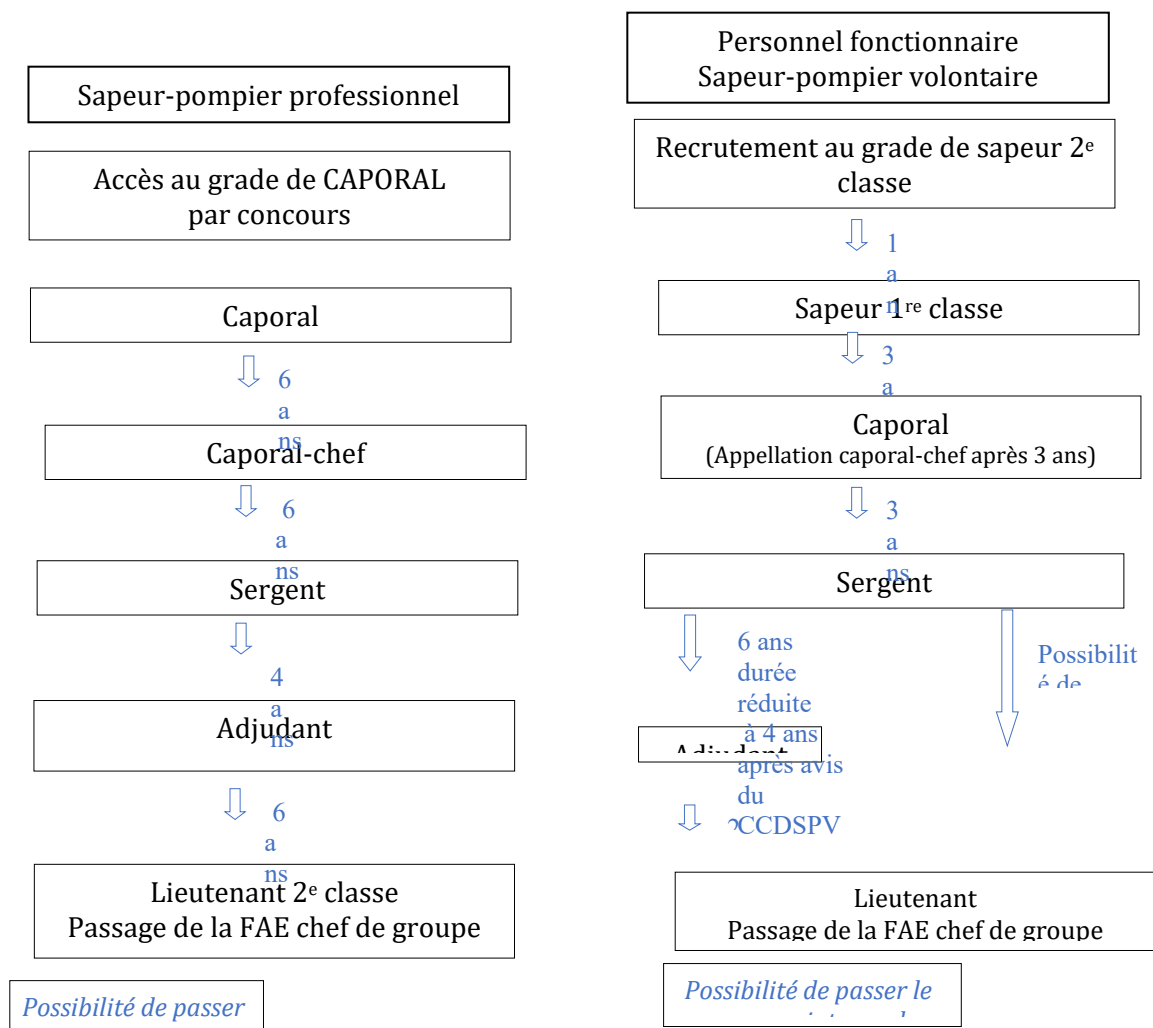 Sapeur-pompier professionnel
Accès au grade de CAPORAL
par concours
Caporal
6
a
ns
Caporal-chef
6
a
ns
Sergent
4
a
ns
Adjudant
6
a
ns
Lieutenant 2e classe
Passage de la FAE chef de groupe
Possibilité de passer
Personnel fonctionnaire
Sapeur-pompier volontaire
Recrutement au grade de sapeur 2e
classe
1
a
n
Sapeur 1re classe
3
a
Caporal
(Appellation caporal-chef après 3 ans)
3
a
ns
Sergent
6 ans
durée
réduite
à 4 ans
après avis
du
CCDSPV
Possibilit
é de
Adjudant
Lieutenant
Passage de la FAE chef de groupe
Possibilité de passer le